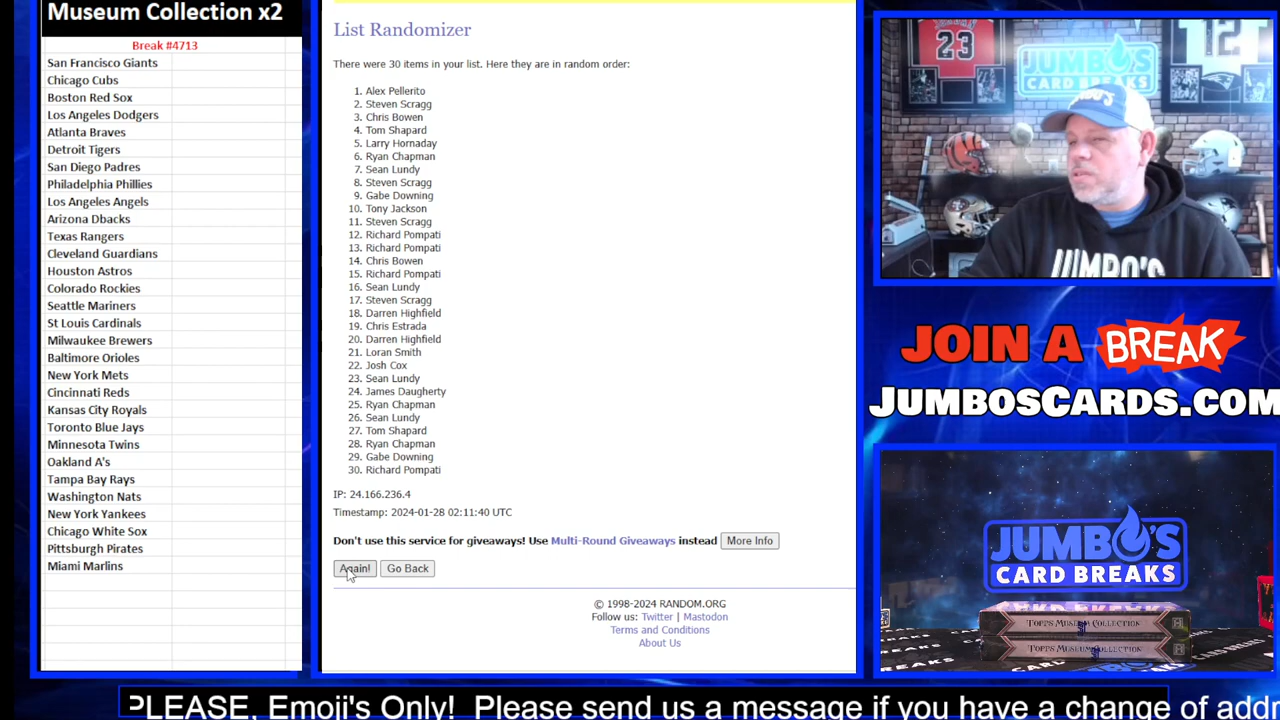 Museum Collection x2
Break #4713
San Francisco Giants
Chicago Cubs
Boston Red Sox
Los Angeles Dodgers
Atlanta Braves
Detroit Tigers
San Diego Padres
Philadelphia Phillies
Los Angeles Angels
Arizona Dbacks
Texas Rangers
Cleveland Guardians
Houston Astros
Colorado Rockies
Seattle Mariners
St Louis Cardinals
Milwaukee Brewers
Baltimore Orioles
New York Mets
Cincinnati Reds
Kansas City Royals
Toronto Blue Jays
Minnesota Twins
Oakland A's
Tampa Bay Rays
Washington Nats
New York Yankees
Chicago White Sox
Pittsburgh Pirates
Miami Marlins
List Randomizer
There were 30 items in your list. Here they are in random order:
1. Alex Pellerito
2. Steven Scragg
3. Chris Bowen
4. Tom Shapard
5. Larry Hornaday
6. Ryan Chapman
7. Sean Lundy
8. Steven Scragg
9. Gabe Downing
10. Tony Jackson
11. Steven Scragg
12. Richard Pompati
13. Richard Pompati
14. Chris Bowen
15. Richard Pompati
16. Sean Lundy
17. Steven Scragg
18. Darren Highfield
19. Chris Estrada
20. Darren Highfield
21. Loran Smith
22. Josh Cox
23. Sean Lundy
24. James Daugherty
25. Ryan Chapman
26. Sean Lundy
27. Tom Shapard
28. Ryan Chapman
29. Gabe Downing
30. Richard Pompati
IP: 24.166.236.4
Timestamp: 2024-01-28 02:11:40 UTC
Don't use this service for giveaways! Use Multi-Round Giveaways instead More Info
Again! Go Back
© 1998-2024 RANDOM.ORG
Follow us: Twitter | Mastodon
Terms and Conditions
About Us
23
JUMBO'S
CARD BREAKS
12
JUMBO'S
JOIN A BREAK
JUMBOSCARDS.COM
JUMBO'S
CARD BREAKS
TOPPS MUSEUM COLLECTION
TOPPS MUSEUM COLLECTION
PLEASE, Emoji's Only! Please send us a message if you have a change of addr